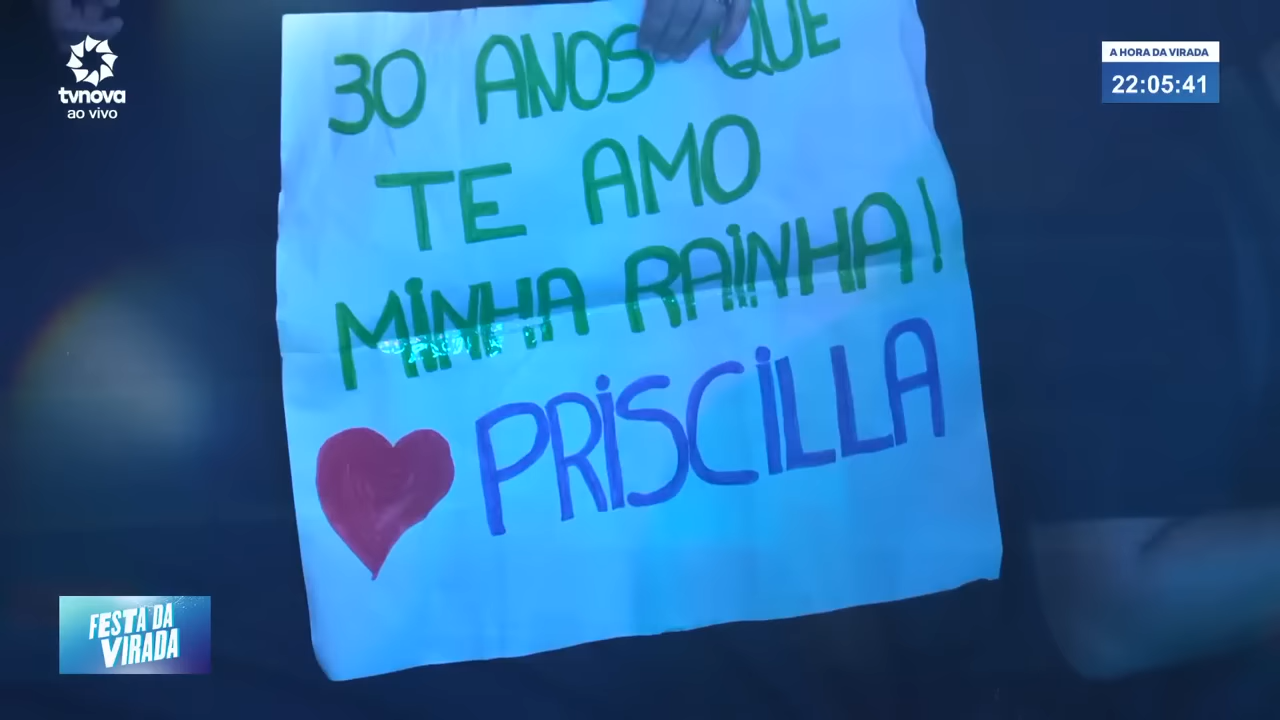 tvnova
ao vivo
A HORA DA VIRADA
22:05:41
30 ANOS QUE
TE AMO
MINHA RAINHA!
PRISCILLA
FESTA DA
VIRADA